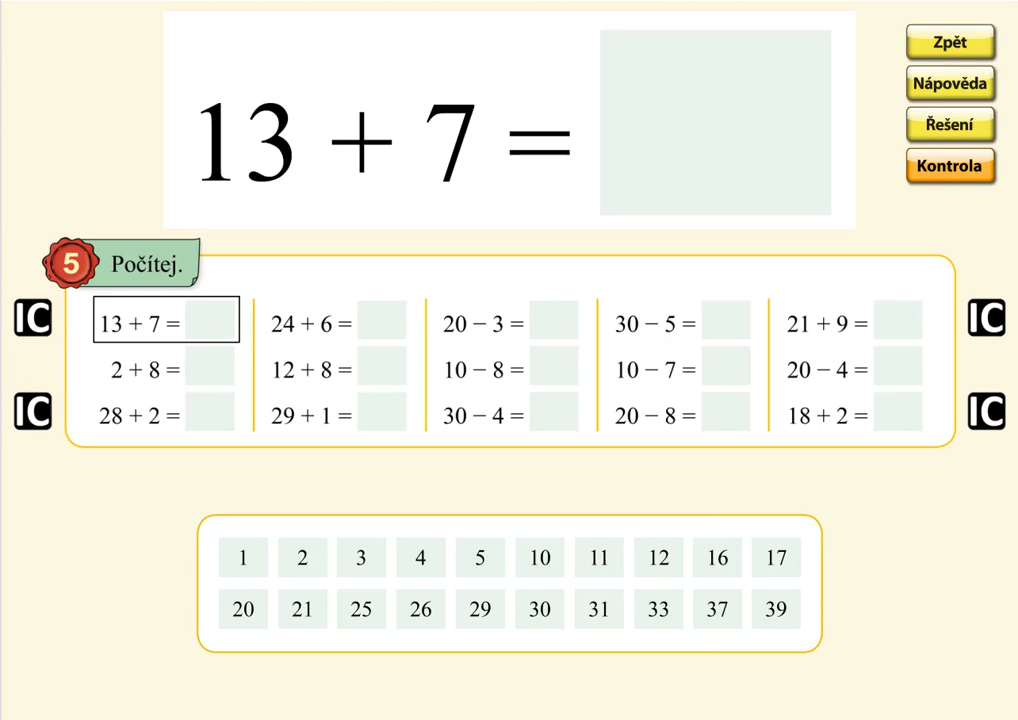 13 + 7 =
Zpět
Nápověda
Řešení
Kontrola
5 Počítej.
IC
IC
13 + 7 = 24 + 6 = 20 − 3 = 30 − 5 = 21 + 9 =
2 + 8 = 12 + 8 = 10 − 8 = 10 − 7 = 20 − 4 =
IC
IC
28 + 2 = 29 + 1 = 30 − 4 = 20 − 8 = 18 + 2 =
1 2 3 4 5 10 11 12 16 17
20 21 25 26 29 30 31 33 37 39